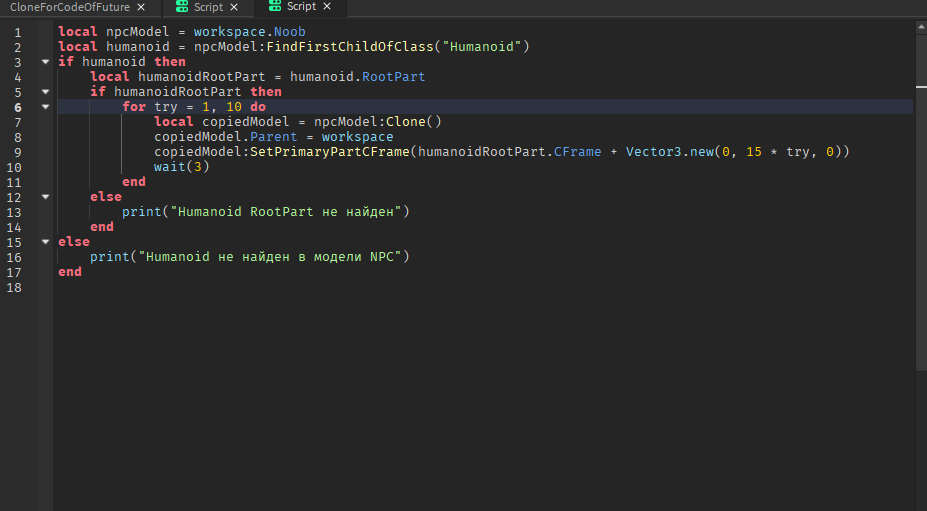 CloneForCodeOfFuture × Script × Script ×
1 local npcModel = workspace.Noob
2 local humanoid = npcModel:FindFirstChildOfClass("Humanoid")
3 if humanoid then
4 local humanoidRootPart = humanoid.RootPart
5 if humanoidRootPart then
6 for try = 1, 10 do
7 local copiedModel = npcModel:Clone()
8 copiedModel.Parent = workspace
9 copiedModel:SetPrimaryPartCFrame(humanoidRootPart.CFrame + Vector3.new(0, 15 * try, 0))
10 wait(3)
11 end
12 else
13 print("Humanoid RootPart не найден")
14 end
15 else
16 print("Humanoid не найден в модели NPC")
17 end
18